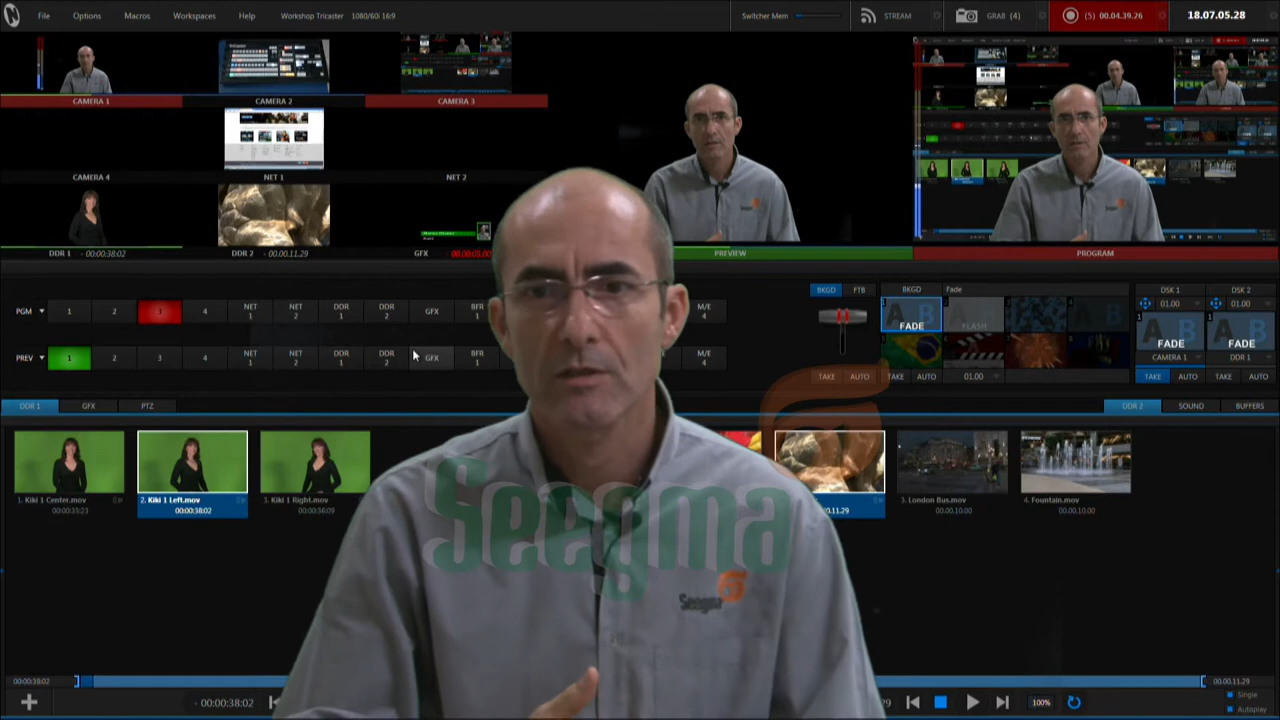 File Options Macros Workspaces Help Workshop Tricaster 1080/60i 16:9 Switcher Mem STREAM GRAB (4) (5) 00.04.39.26 18.07.05.28
CAMERA 1 CAMERA 2 CAMERA 3
CAMERA 4 NET 1 NET 2
DDR 1 00:00:38:02 DDR 2 00.00.11.29 GFX PREVIEW PROGRAM
BKGD FTB BKGD Fade DSK 1 DSK 2
01.00 01.00
PGM 1 2 3 4 NET 1 NET 2 DDR 1 DDR 2 GFX BFR 1 M/E 4
FADE FLASH FADE FADE
PREV 1 2 3 4 NET 1 NET 2 DDR 1 DDR 2 GFX BFR 1 M/E 4
CAMERA 1 DDR 1
TAKE AUTO TAKE AUTO 01.00 TAKE AUTO TAKE AUTO
DDR 1 GFX PTZ DDR 2 SOUND BUFFERS
1. Kiki 1 Center.mov 2. Kiki 1 Left.mov 3. Kiki 1 Right.mov 3. London Bus.mov 4. Fountain.mov
00:00:35:23 00:00:38:02 00:00:36:09 00.10.00 00.00.10.00
Seegma
Seegma
00:00:38:02 00.00.11.29
00:00:38:02 100% Single
Autoplay